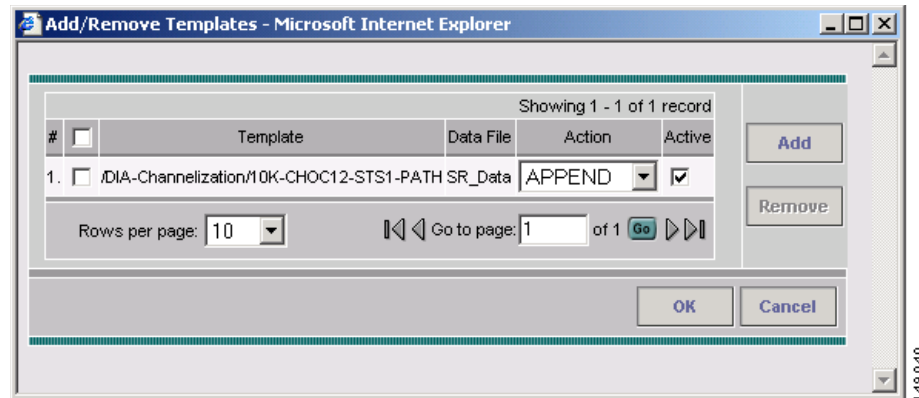 Add/Remove Templates - Microsoft Internet Explorer
Showing 1 - 1 of 1 record
# Template Data File Action Active
1. /DIA-Channelization/10K-CHOC12-STS1-PATH SR_Data APPEND
Add
Remove
Rows per page: 10 Go to page: 1 of 1 Go
OK Cancel